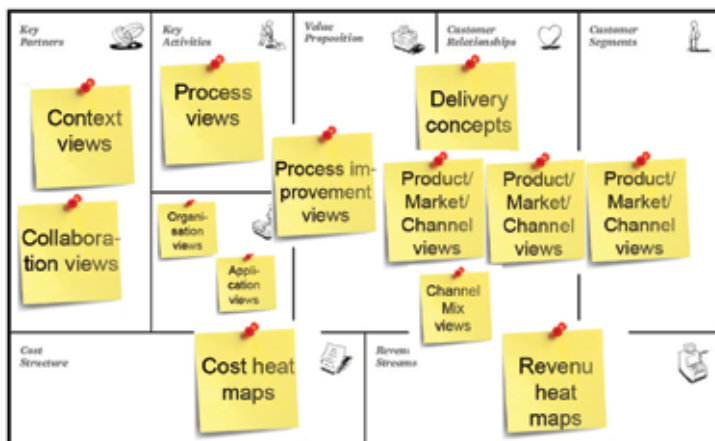 Key
Partners
Key
Activities
Value
Proposition
Customer
Relationships
Customer
Segments
Context
views
Collabora-
tion views
Process
views
Organi-
sation
views
Appli-
cation
views
Process im-
provement
views
Delivery
concepts
Product/
Market/
Channel
views
Product/
Market/
Channel
views
Product/
Market/
Channel
views
Channel
Mix
views
Cost
Structure
Cost heat
maps
Revenu
Streams
Revenu
heat
maps